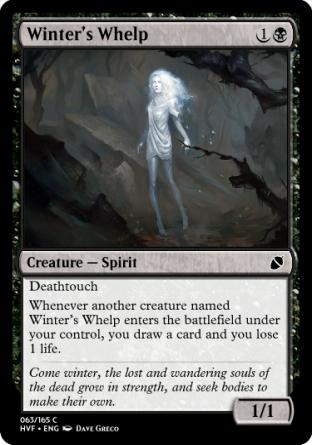 Winter's Whelp 1
Creature — Spirit
Deathtouch
Whenever another creature named
Winter's Whelp enters the battlefield under
your control, you draw a card and you lose
1 life.
Come winter, the lost and wandering souls of
the dead grow in strength, and seek bodies to
make their own.
1/1
063/165 C
HVF • ENG Dave Greco